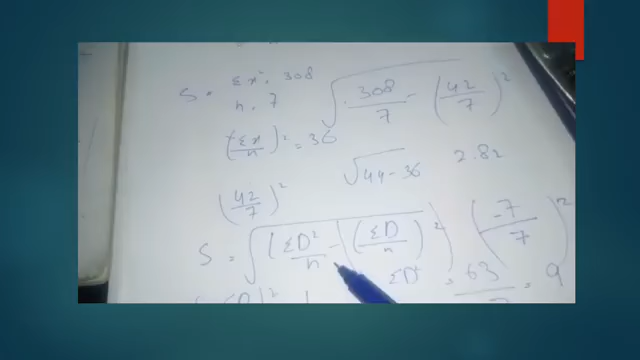 S = Σx² = 308
n = 7
√(308/7 - (42/7)²)
(Σx/n)² = 36
√44-36 2.82
(42/7)²
S = √((ΣD²/n - (ΣD/n)²) (-7/7)²
ΣD² = 63 = 9